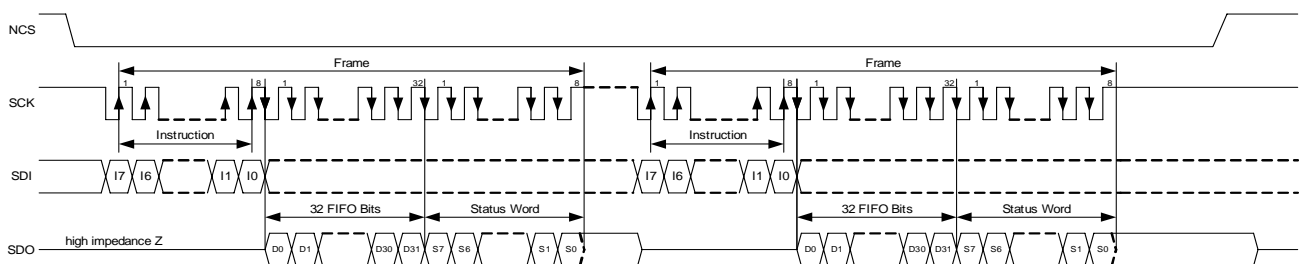 NCS
Frame Frame
1 8 1 32 1 8 1 8 1 32 1 8
SCK
Instruction Instruction
SDI I7 I6 I1 I0 I7 I6 I1 I0
32 FIFO Bits Status Word 32 FIFO Bits Status Word
high impedance Z
SDO D0 D1 D30 D31 S7 S6 S1 S0 D0 D1 D30 D31 S7 S6 S1 S0